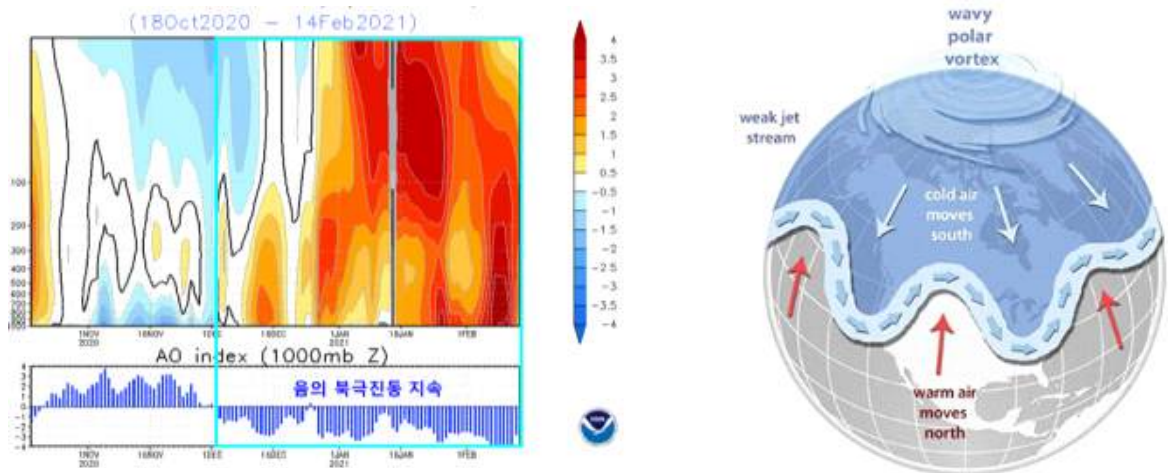 (18Oct2020 – 14Feb2021)
100
200
300
400
500
600
700
1NOV
2020
16NOV
16DEC
1JAN
2021
16JAN
1FEB
4
3.5
3
2.5
2
1.5
1
0.5
-0.5
-1
-1.5
-2
-2.5
-3
-3.5
-4
AO index (1000mb Z)
음의 북극진동 지속
4
3
2
1
0
-1
-2
-3
-4
1NOV
2020
16NOV
1DEC
16DEC
1JAN
2021
16JAN
1FEB
wavy
polar
vortex
weak jet
stream
cold air
moves
south
warm air
moves
north